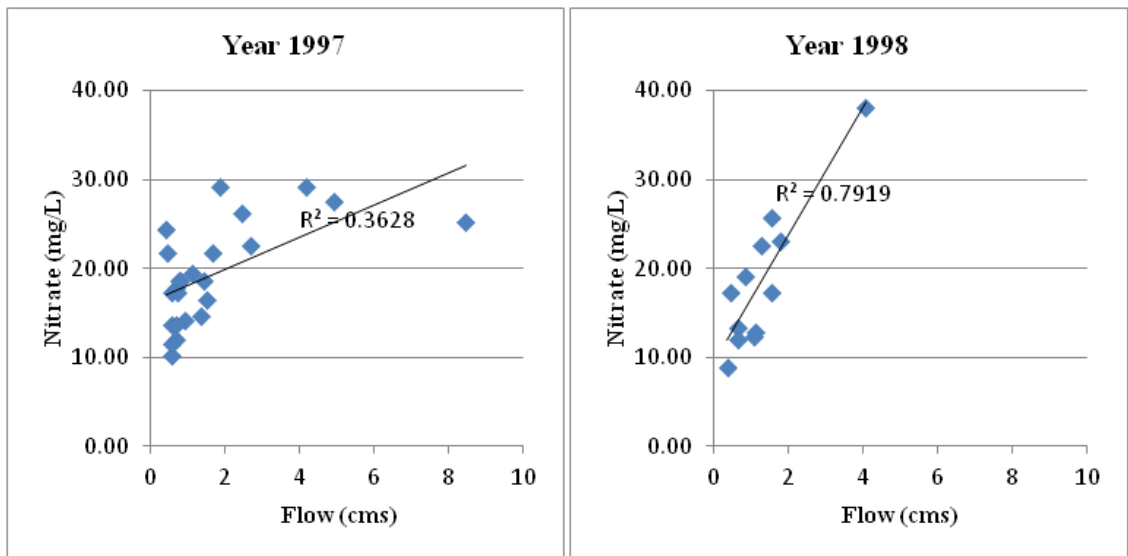 Year 1997
40.00
30.00
20.00
10.00
0.00
Nitrate (mg/L)
R² = 0.3628
0 2 4 6 8 10
Flow (cms)
Year 1998
40.00
30.00
20.00
10.00
0.00
Nitrate (mg/L)
R² = 0.7919
0 2 4 6 8 10
Flow (cms)